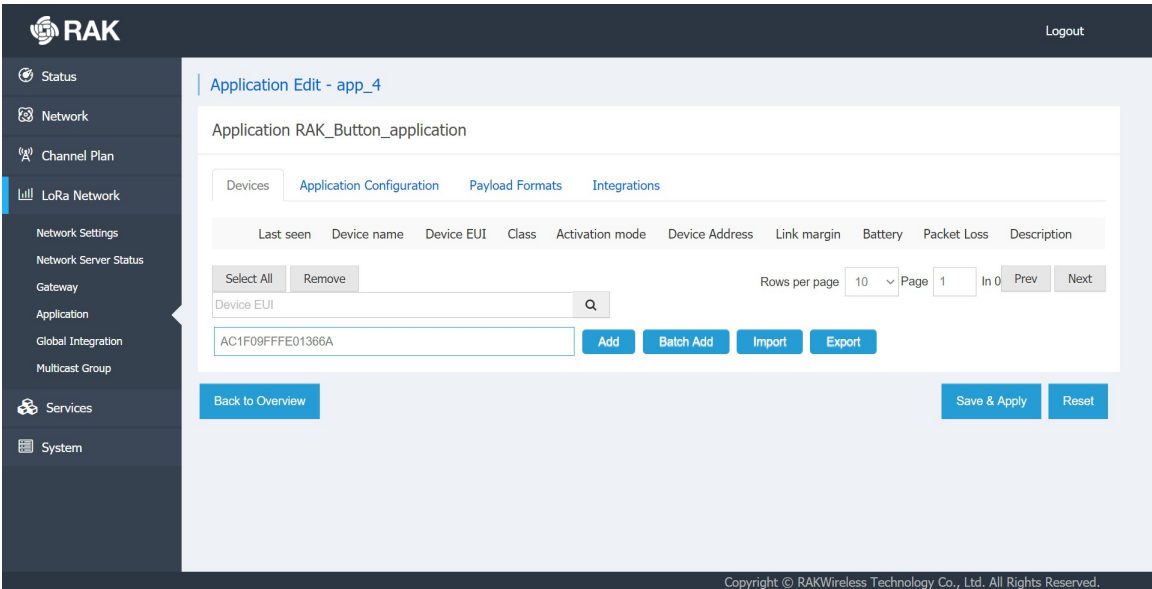 RAK
Logout
Status
Network
Channel Plan
LoRa Network
Network Settings
Network Server Status
Gateway
Application
Global Integration
Multicast Group
Services
System
Application Edit - app_4
Application RAK_Button_application
Devices Application Configuration Payload Formats Integrations
Last seen Device name Device EUI Class Activation mode Device Address Link margin Battery Packet Loss Description
Select All Remove Rows per page 10 Page 1 In 0 Prev Next
Device EUI
AC1F09FFFE01366A Add Batch Add Import Export
Back to Overview Save & Apply Reset
Copyright © RAKWireless Technology Co., Ltd. All Rights Reserved.